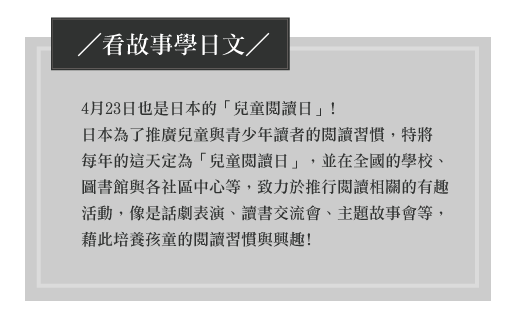 ／看故事學日文／
4月23日也是日本的「兒童閱讀日」!
日本為了推廣兒童與青少年讀者的閱讀習慣，特將
每年的這天定為「兒童閱讀日」，並在全國的學校、
圖書館與各社區中心等，致力於推行閱讀相關的有趣
活動，像是話劇表演、讀書交流會、主題故事會等，
藉此培養孩童的閱讀習慣與興趣!